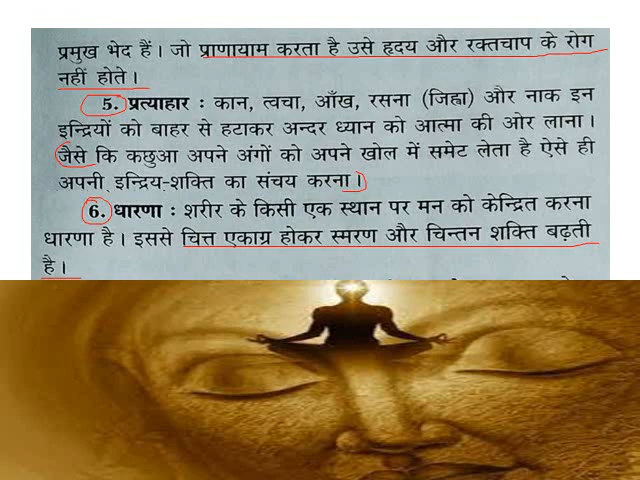 प्रमुख भेद हैं। जो प्राणायाम करता है उसे हृदय और रक्तचाप के रोग
नहीं होते।
5. प्रत्याहार : कान, त्वचा, आँख, रसना (जिह्वा) और नाक इन
इन्द्रियों को बाहर से हटाकर अन्दर ध्यान को आत्मा की ओर लाना।
जैसे कि कछुआ अपने अंगों को अपने खोल में समेट लेता है ऐसे ही
अपनी इन्द्रिय-शक्ति का संचय करना।
6. धारणा : शरीर के किसी एक स्थान पर मन को केन्द्रित करना
धारणा है। इससे चित्त एकाग्र होकर स्मरण और चिन्तन शक्ति बढ़ती
है।